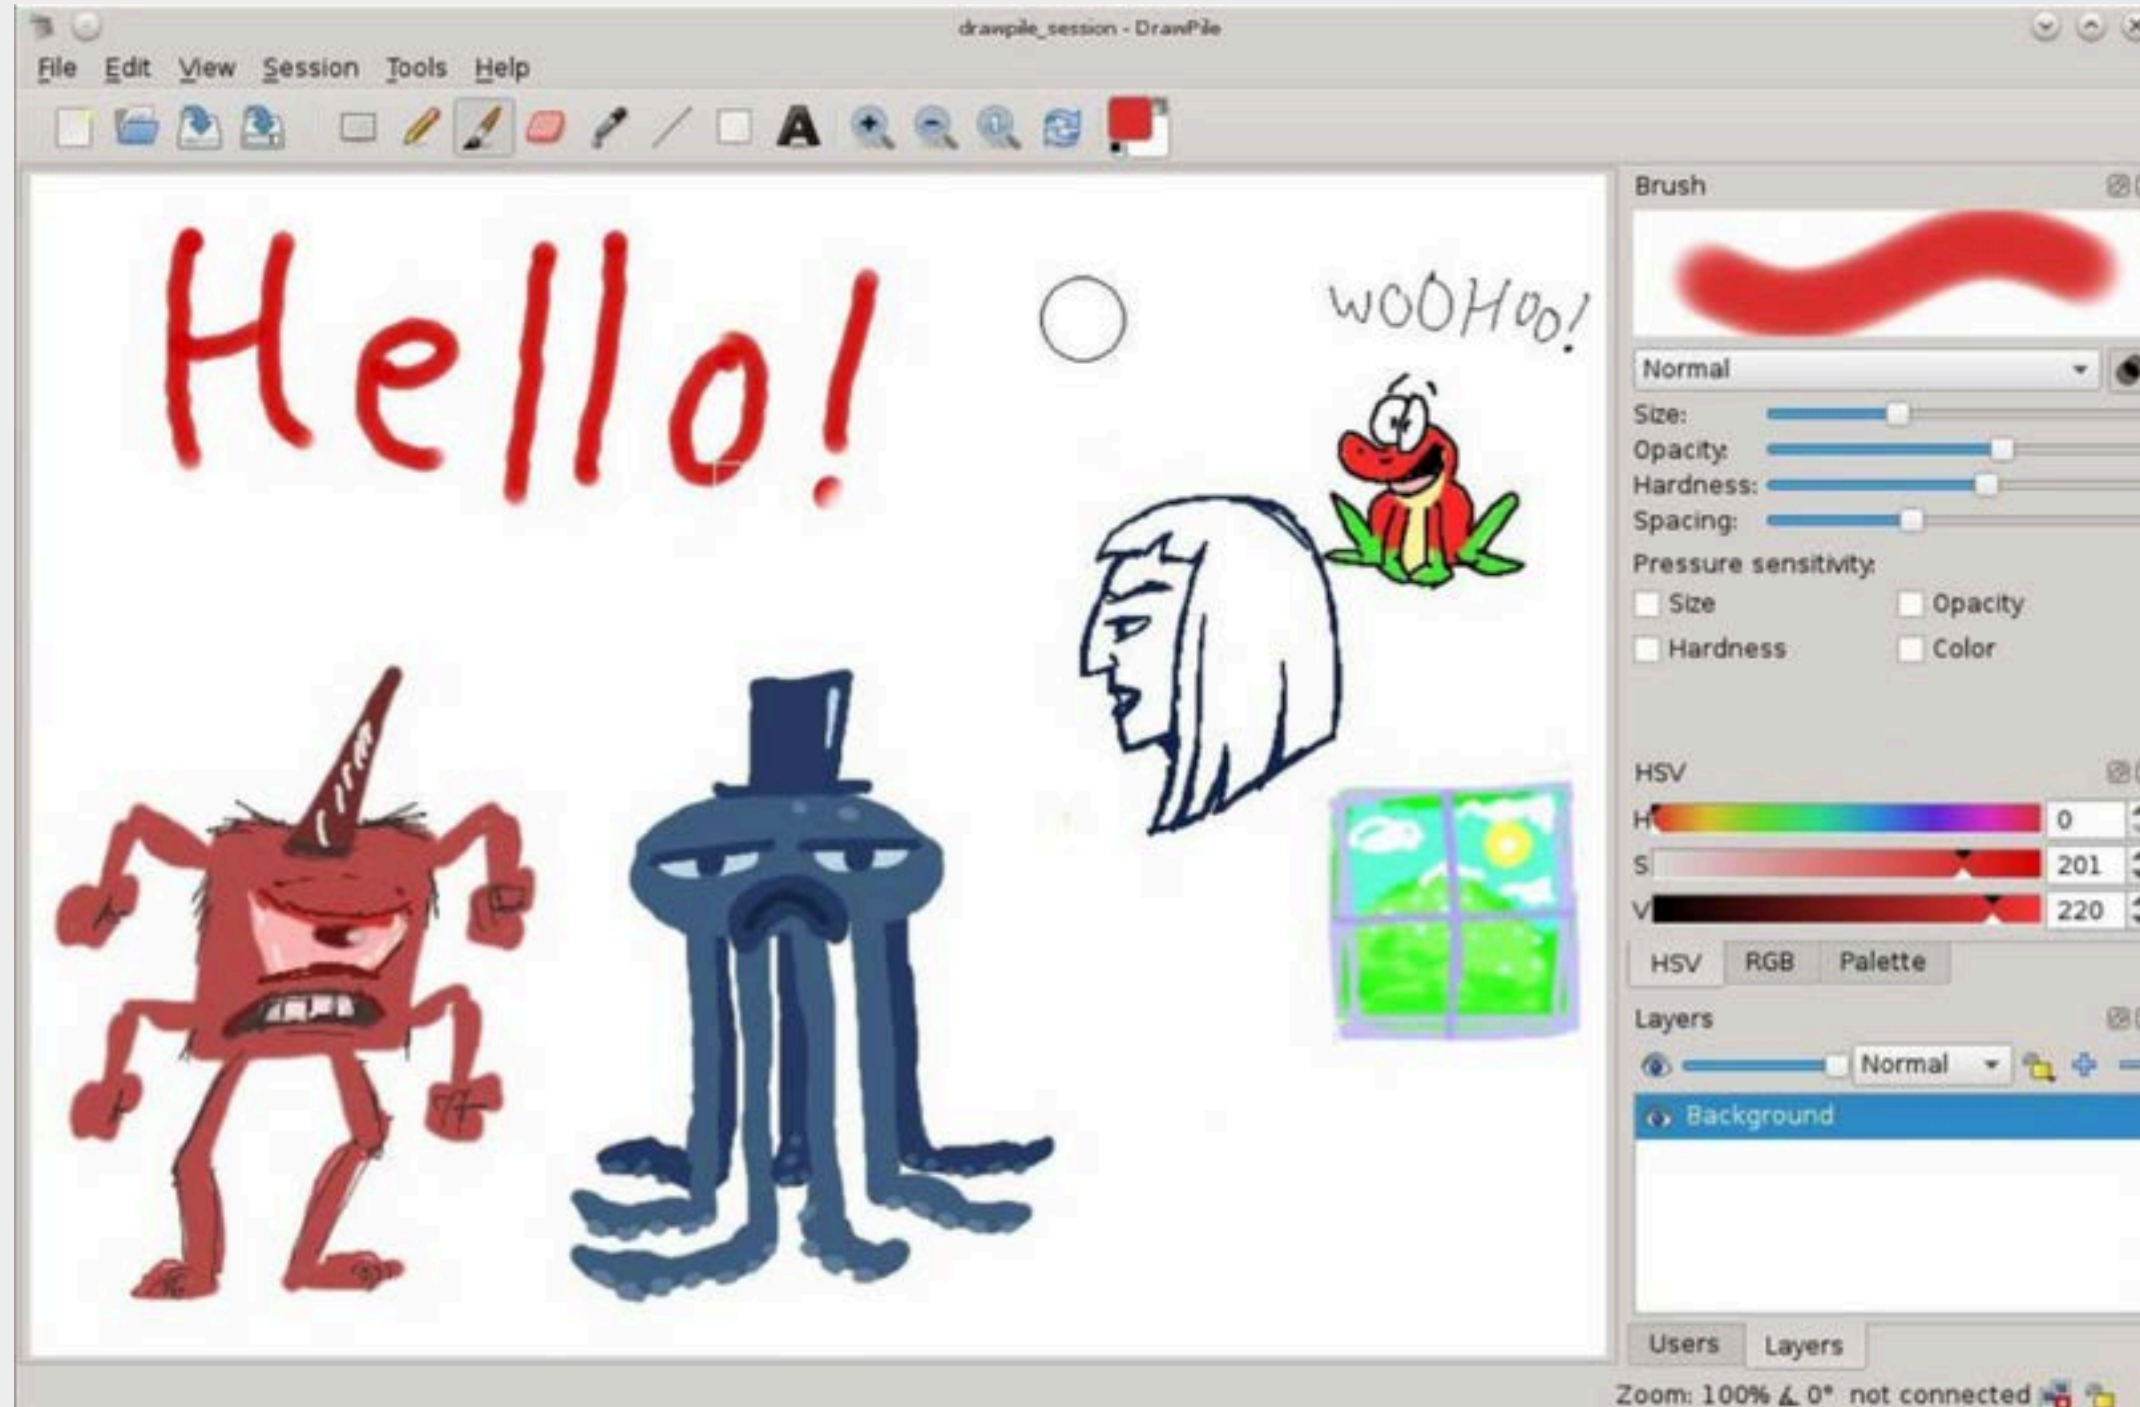 drawpile_session - DrawPile
File Edit View Session Tools Help
A
Brush
Hello!
WOOHOO!
Normal
Size:
Opacity:
Hardness:
Spacing:
Pressure sensitivity:
Size Opacity
Hardness Color
HSV
H 0
S 201
V 220
HSV RGB Palette
Layers
Normal
Background
Users Layers
Zoom: 100% 0° not connected